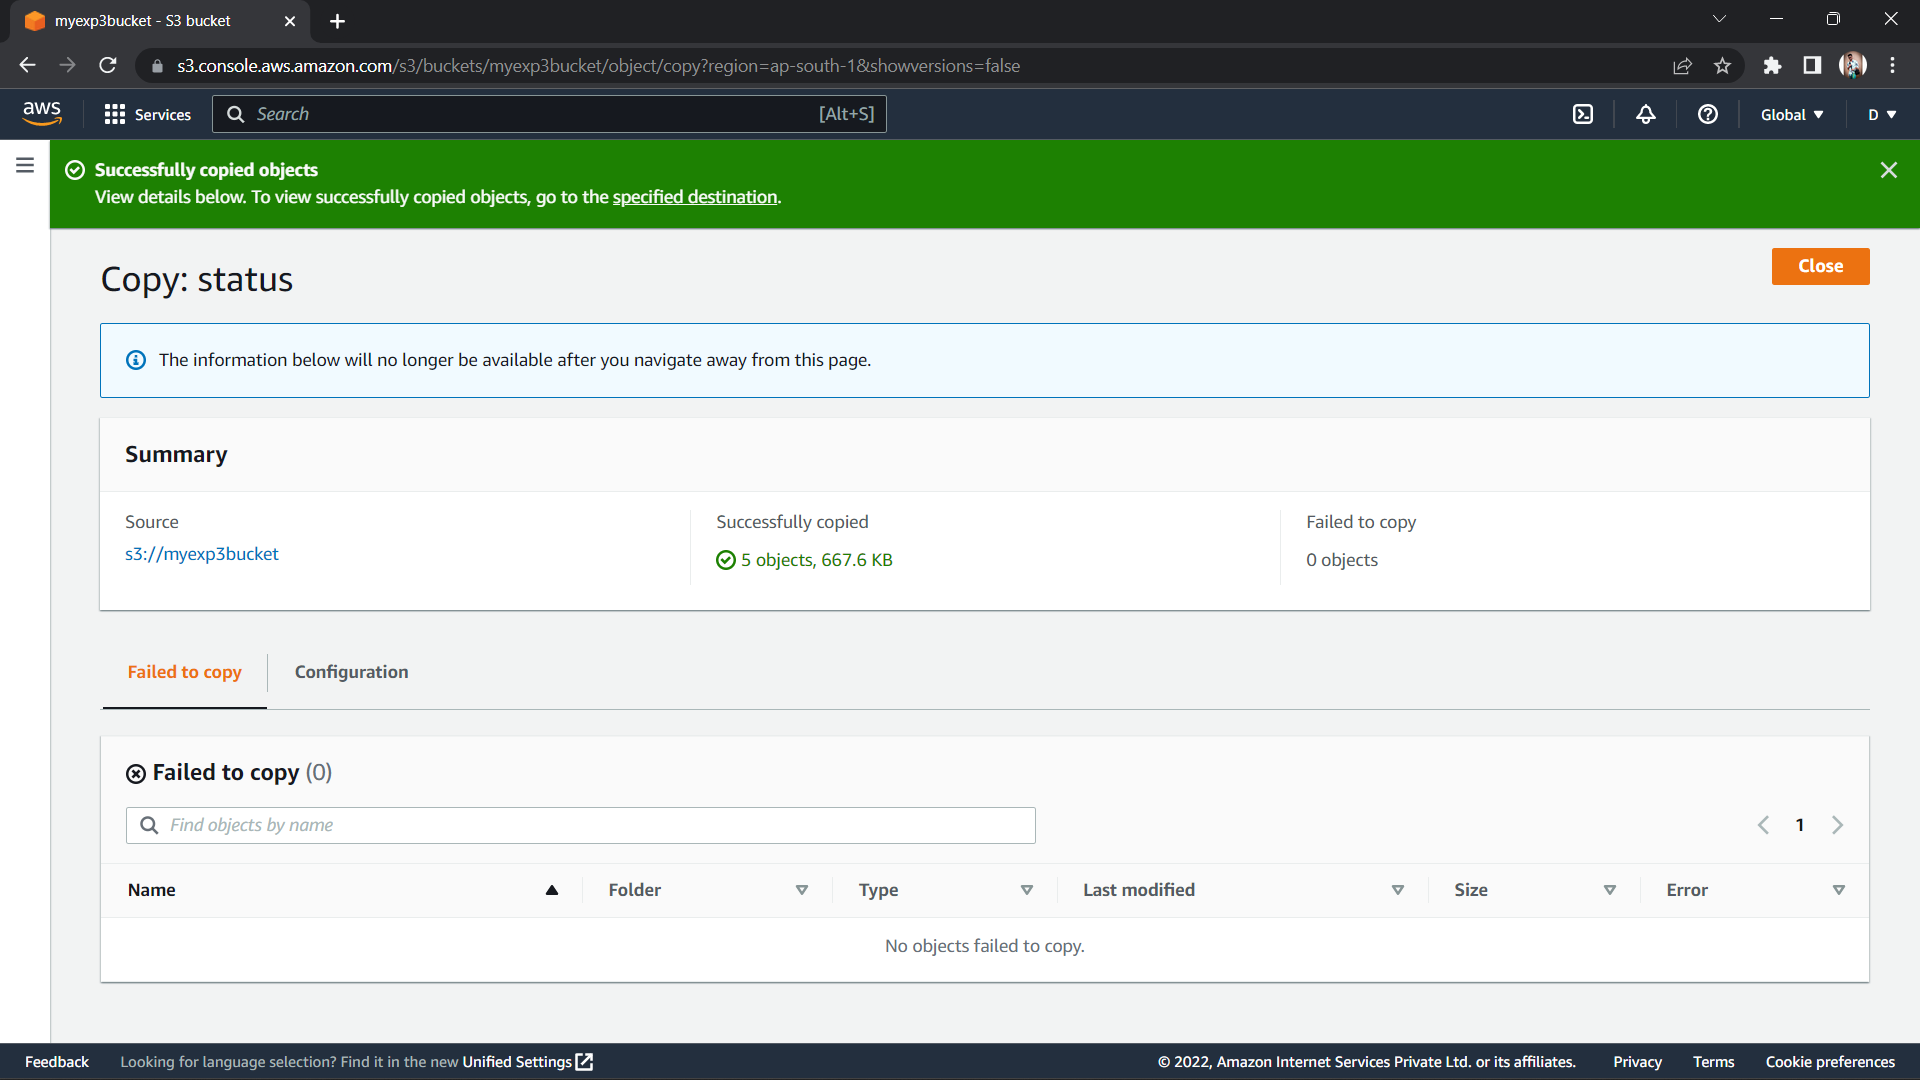 myexp3bucket - S3 bucket
s3.console.aws.amazon.com/s3/buckets/myexp3bucket/object/copy?region=ap-south-1&showversions=false
aws Services Search [Alt+S] Global D
Successfully copied objects
View details below. To view successfully copied objects, go to the specified destination.
Copy: status
Close
The information below will no longer be available after you navigate away from this page.
Summary
Source Successfully copied Failed to copy
s3://myexp3bucket 5 objects, 667.6 KB 0 objects
Failed to copy Configuration
Failed to copy (0)
Find objects by name 1
Name Folder Type Last modified Size Error
No objects failed to copy.
Feedback Looking for language selection? Find it in the new Unified Settings © 2022, Amazon Internet Services Private Ltd. or its affiliates. Privacy Terms Cookie preferences